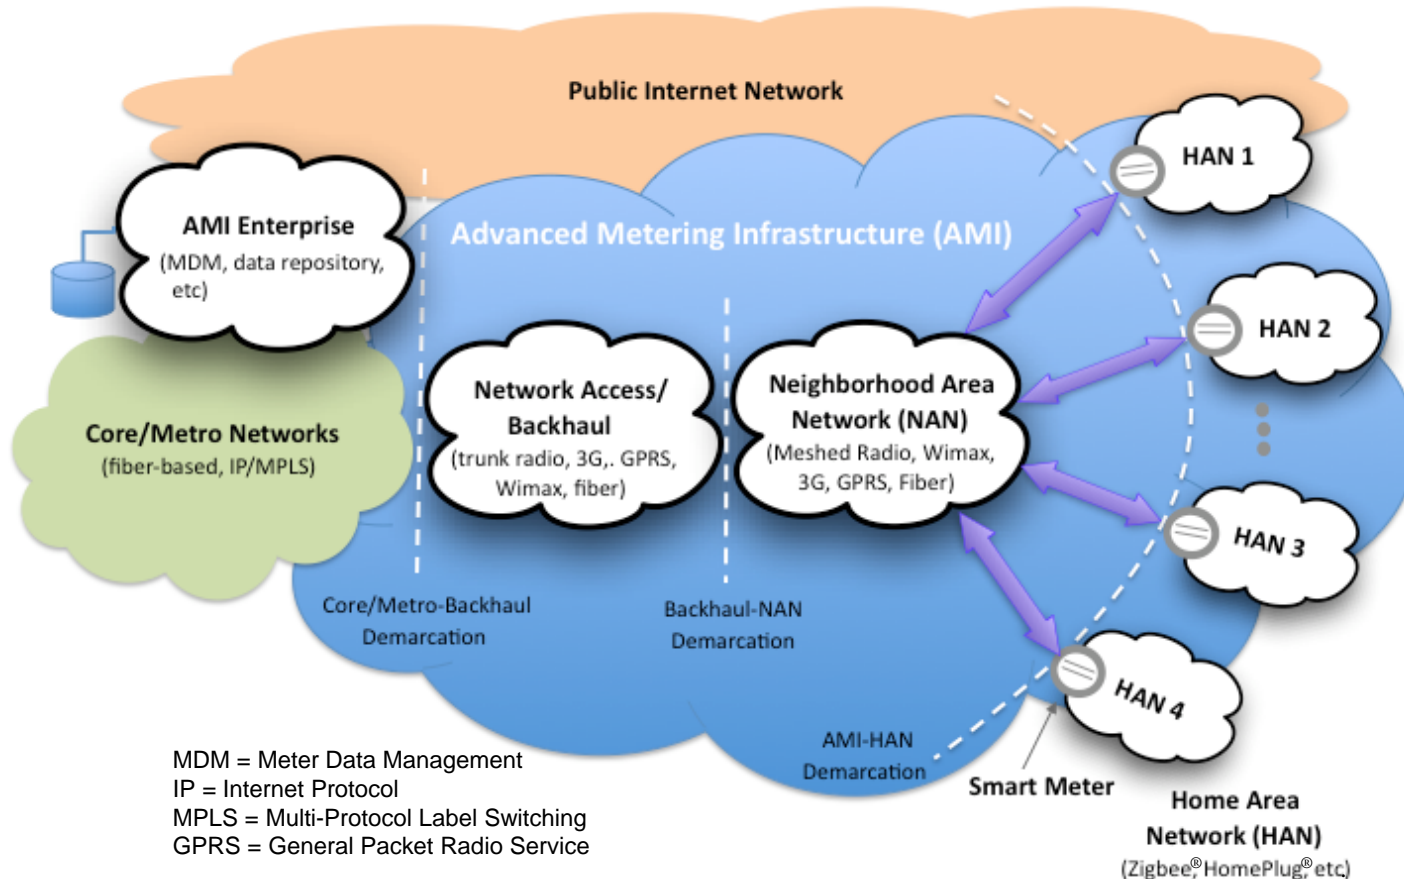 Public Internet Network
HAN 1
AMI Enterprise
(MDM, data repository,
etc)
Advanced Metering Infrastructure (AMI)
HAN 2
Network Access/
Backhaul
(trunk radio, 3G,. GPRS,
Wimax, fiber)
Neighborhood Area
Network (NAN)
(Meshed Radio, Wimax,
3G, GPRS, Fiber)
Core/Metro Networks
(fiber-based, IP/MPLS)
HAN 3
Core/Metro-Backhaul
Demarcation
Backhaul-NAN
Demarcation
HAN 4
AMI-HAN
Demarcation
Smart Meter
MDM = Meter Data Management
IP = Internet Protocol
MPLS = Multi-Protocol Label Switching
GPRS = General Packet Radio Service
Home Area
Network (HAN)
(Zigbee®, HomePlug®, etc)